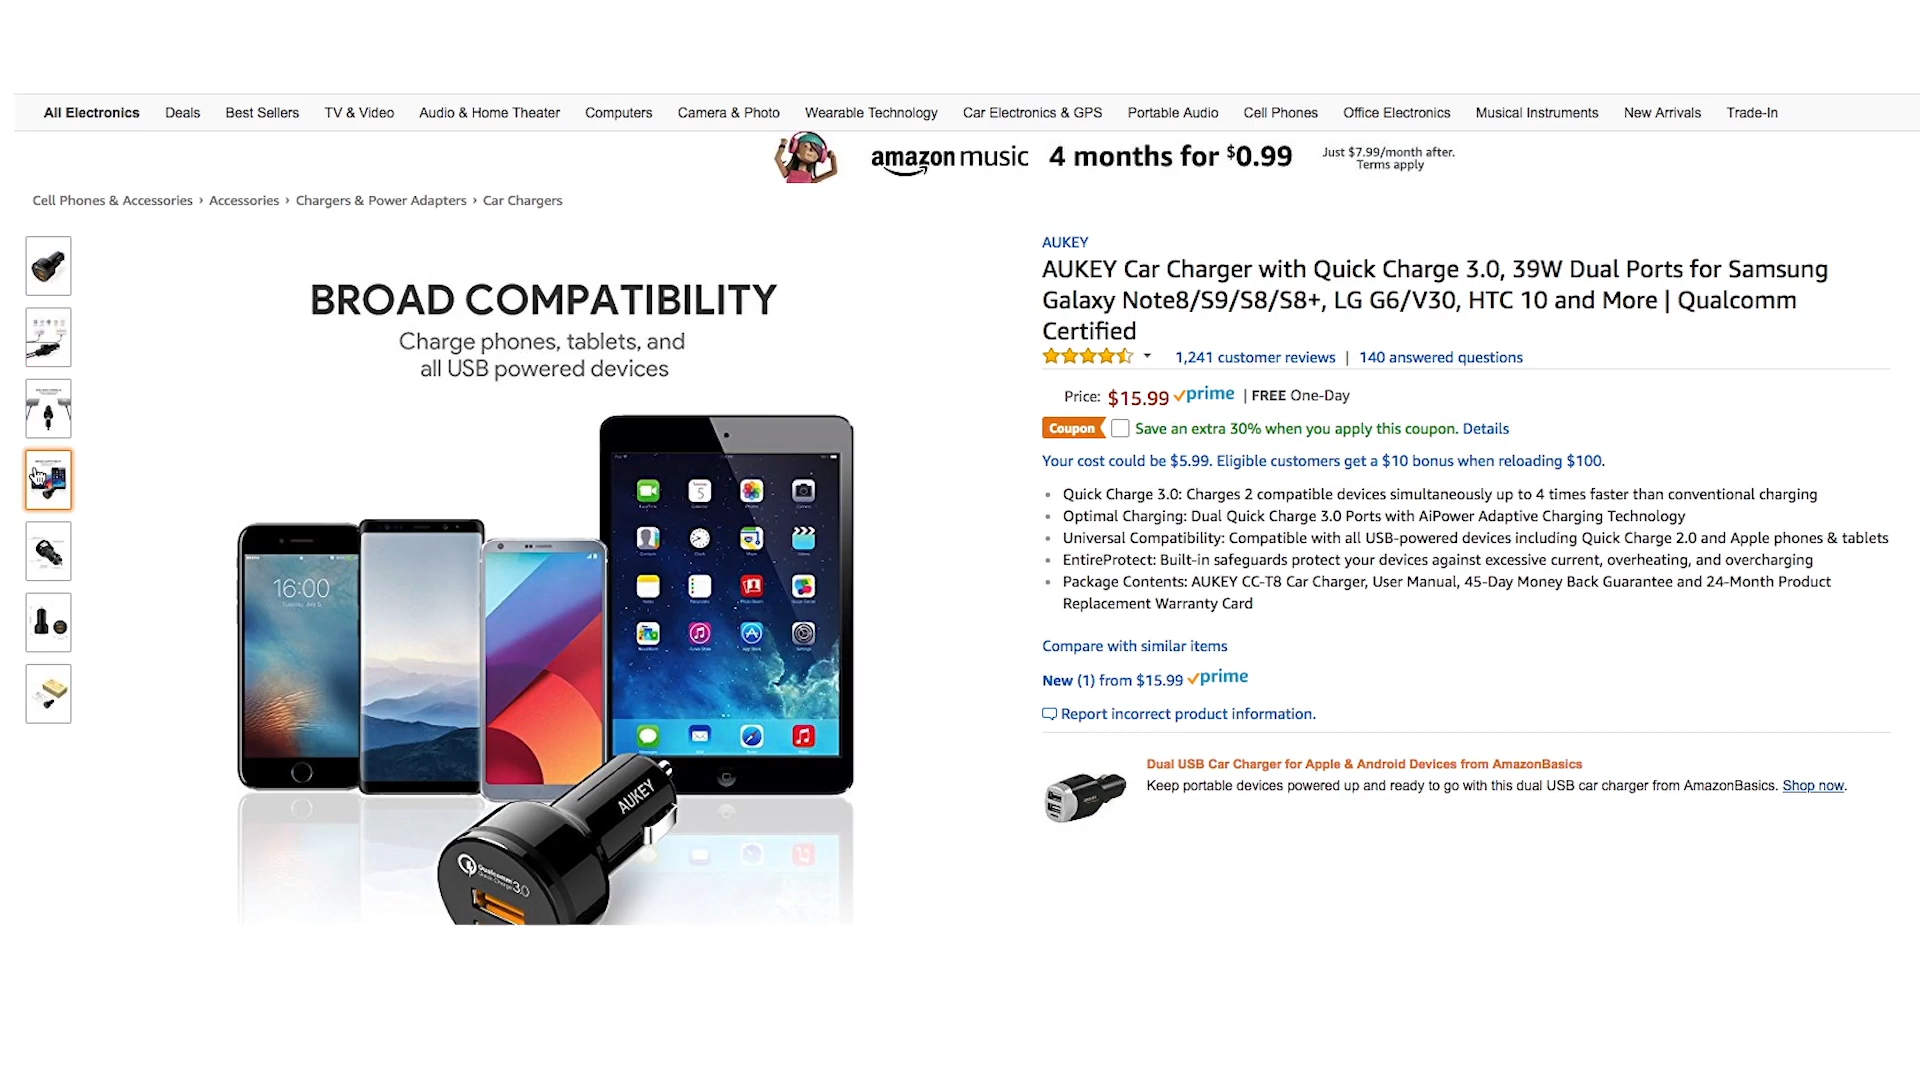 All Electronics Deals Best Sellers TV & Video Audio & Home Theater Computers Camera & Photo Wearable Technology Car Electronics & GPS Portable Audio Cell Phones Office Electronics Musical Instruments New Arrivals Trade-In
amazon music 4 months for $0.99 Just $7.99/month after.
Terms apply
Cell Phones & Accessories › Accessories › Chargers & Power Adapters › Car Chargers
BROAD COMPATIBILITY
Charge phones, tablets, and
all USB powered devices
16:00
AUKEY
Qualcomm
Quick Charge 3.0
AUKEY
AUKEY Car Charger with Quick Charge 3.0, 39W Dual Ports for Samsung
Galaxy Note8/S9/S8/S8+, LG G6/V30, HTC 10 and More | Qualcomm
Certified
1,241 customer reviews | 140 answered questions
Price: $15.99 prime | FREE One-Day
Coupon Save an extra 30% when you apply this coupon. Details
Your cost could be $5.99. Eligible customers get a $10 bonus when reloading $100.
• Quick Charge 3.0: Charges 2 compatible devices simultaneously up to 4 times faster than conventional charging
• Optimal Charging: Dual Quick Charge 3.0 Ports with AiPower Adaptive Charging Technology
• Universal Compatibility: Compatible with all USB-powered devices including Quick Charge 2.0 and Apple phones & tablets
• EntireProtect: Built-in safeguards protect your devices against excessive current, overheating, and overcharging
• Package Contents: AUKEY CC-T8 Car Charger, User Manual, 45-Day Money Back Guarantee and 24-Month Product
Replacement Warranty Card
Compare with similar items
New (1) from $15.99 prime
Report incorrect product information.
Dual USB Car Charger for Apple & Android Devices from AmazonBasics
Keep portable devices powered up and ready to go with this dual USB car charger from AmazonBasics. Shop now.